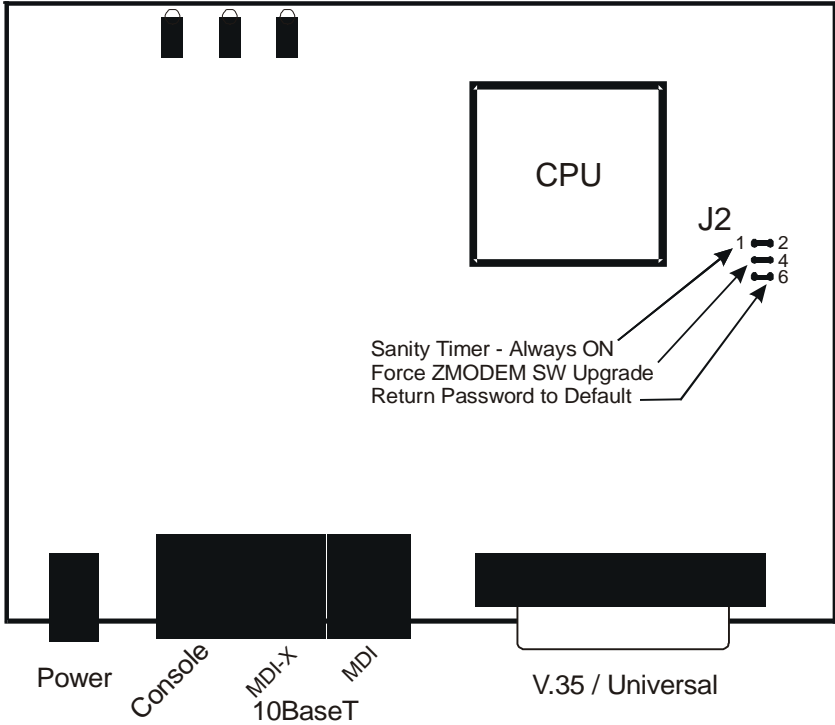 CPU
J2
1 2
4
6
Sanity Timer - Always ON
Force ZMODEM SW Upgrade
Return Password to Default
Power
Console
MDI-X
MDI
10BaseT
V.35 / Universal